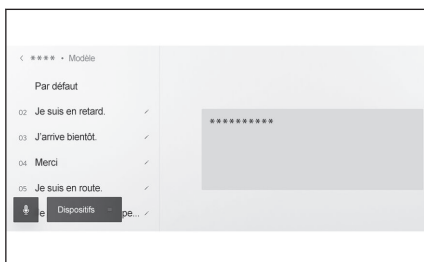 < **** • Modèle
Par défaut
02 Je suis en retard.
03 J'arrive bientôt.
04 Merci
05 Je suis en route.
Dispositifs
pe...
**********